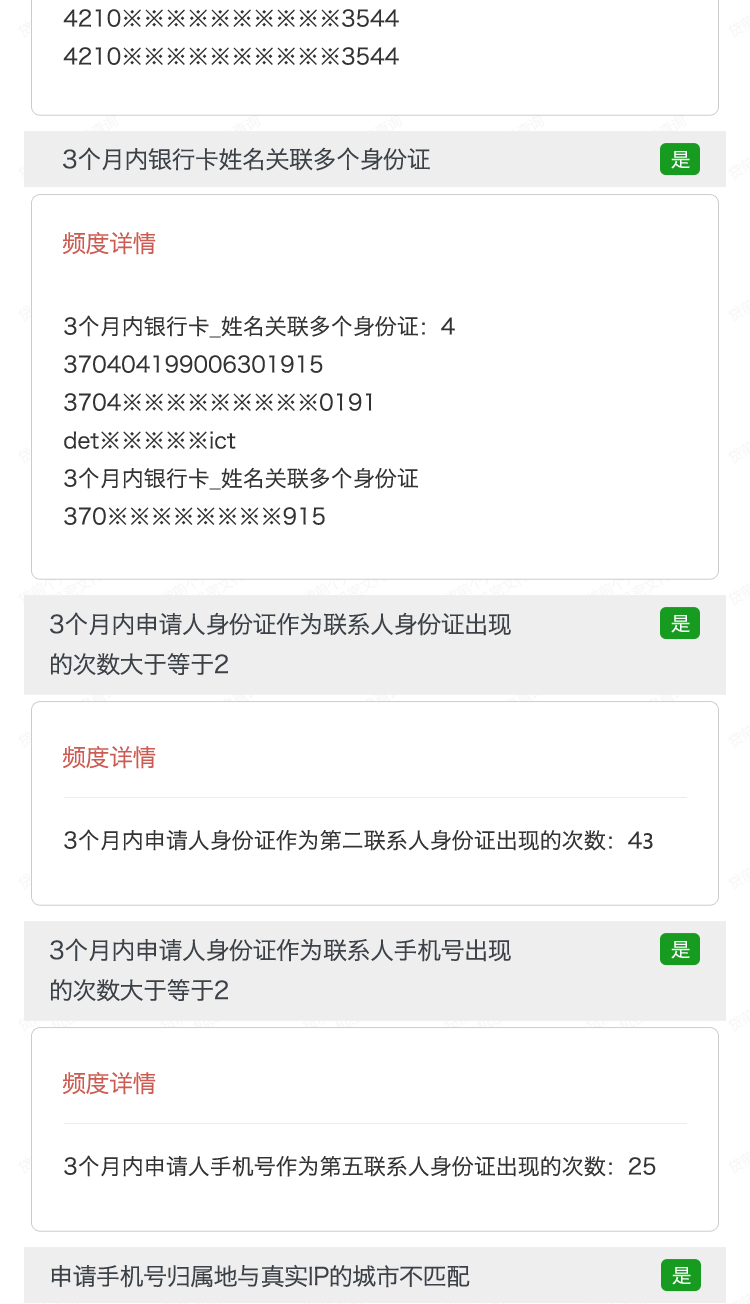 4210※※※※※※※※※※3544
4210※※※※※※※※※※3544
3个月内银行卡姓名关联多个身份证
是
频度详情
3个月内银行卡_姓名关联多个身份证：4
370404199006301915
3704※※※※※※※※※0191
det※※※※※ict
3个月内银行卡_姓名关联多个身份证
370※※※※※※※※915
3个月内申请人身份证作为联系人身份证出现
是
的次数大于等于2
频度详情
3个月内申请人身份证作为第二联系人身份证出现的次数：43
3个月内申请人身份证作为联系人手机号出现
是
的次数大于等于2
频度详情
3个月内申请人手机号作为第五联系人身份证出现的次数：25
申请手机号归属地与真实IP的城市不匹配
是